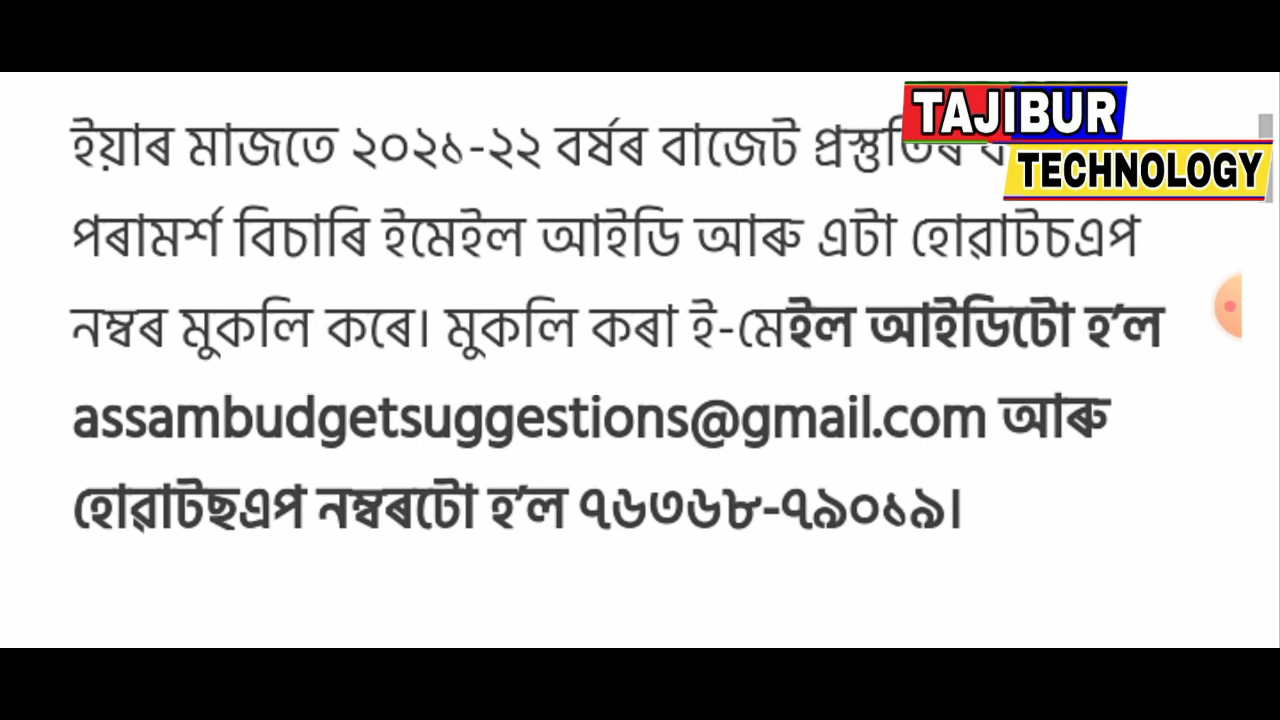 TAJIBUR
TECHNOLOGY
ইয়াৰ মাজতে ২০২১-২২ বৰ্ষৰ বাজেট প্ৰস্তুতিৰ
পৰামৰ্শ বিচাৰি ইমেইল আইডি আৰু এটা হোৱাটচএপ
নম্বৰ মুকলি কৰে। মুকলি কৰা ই-মেইল আইডিটো হ’ল
assambudgetsuggestions@gmail.com আৰু
হোৱাটছএপ নম্বৰটো হ’ল ৭৬৩৬৮-৭৯০১৯।